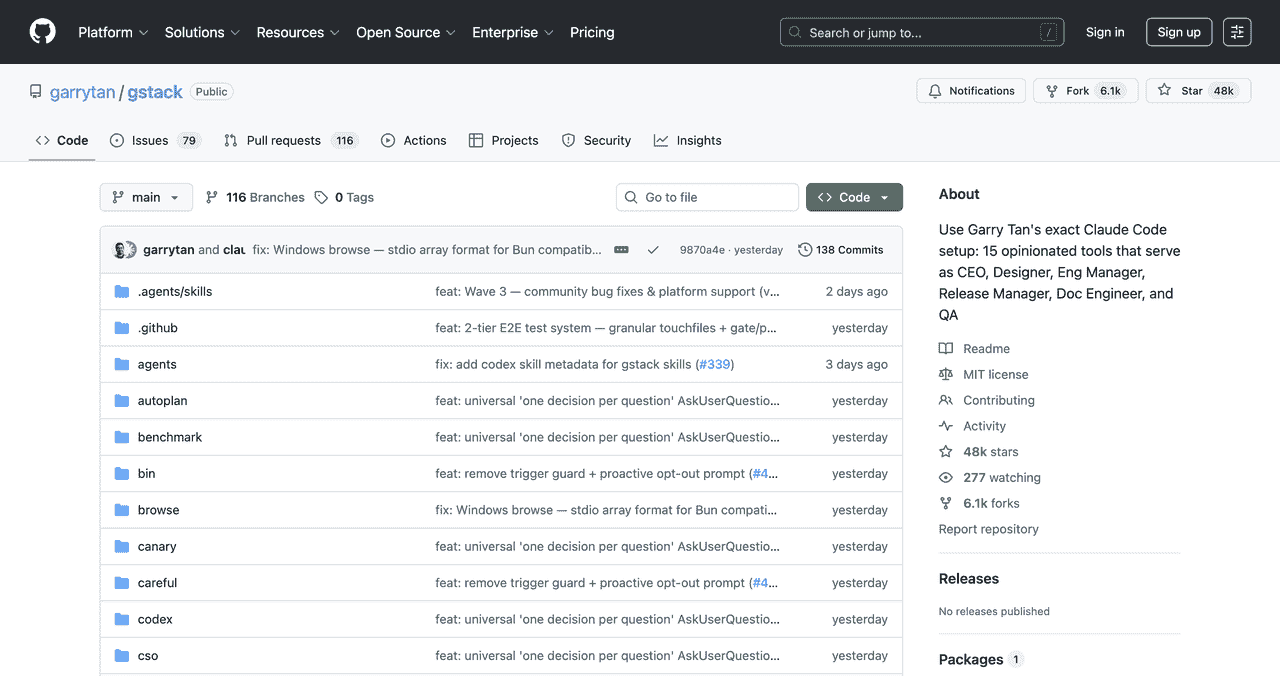 Platform Solutions Resources Open Source Enterprise Pricing Search or jump to... / Sign in Sign up
garrytan/gstack Public Notifications Fork 6.1k Star 48k
Code Issues 79 Pull requests 116 Actions Projects Security Insights
main 116 Branches 0 Tags Go to file Code
garrytan and clau fix: Windows browse — stdio array format for Bun compatib... 9870a4e · yesterday 138 Commits
.agents/skills feat: Wave 3 — community bug fixes & platform support (v... 2 days ago
.github feat: 2-tier E2E test system — granular touchfiles + gate/p... yesterday
agents fix: add codex skill metadata for gstack skills (#339) 3 days ago
autoplan feat: universal 'one decision per question' AskUserQuestio... yesterday
benchmark feat: universal 'one decision per question' AskUserQuestio... yesterday
bin feat: remove trigger guard + proactive opt-out prompt (#4... yesterday
browse fix: Windows browse — stdio array format for Bun compati... yesterday
canary feat: universal 'one decision per question' AskUserQuestio... yesterday
careful feat: remove trigger guard + proactive opt-out prompt (#4... yesterday
codex feat: universal 'one decision per question' AskUserQuestio... yesterday
cso feat: universal 'one decision per question' AskUserQuestio... yesterday
About
Use Garry Tan's exact Claude Code
setup: 15 opinionated tools that serve
as CEO, Designer, Eng Manager,
Release Manager, Doc Engineer, and
QA
Readme
MIT license
Contributing
Activity
48k stars
277 watching
6.1k forks
Report repository
Releases
No releases published
Packages 1